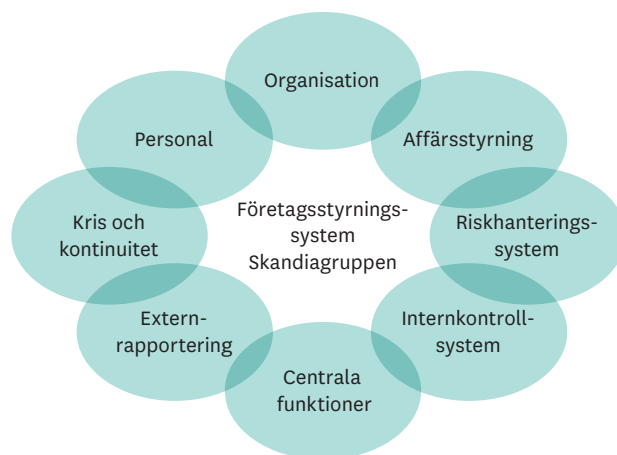 Organisation
Personal
Affärsstyrning
Kris och
kontinuitet
Företagsstyrnings-
system
Skandiagruppen
Riskhanterings-
system
Extern-
rapportering
Internkontroll-
system
Centrala
funktioner